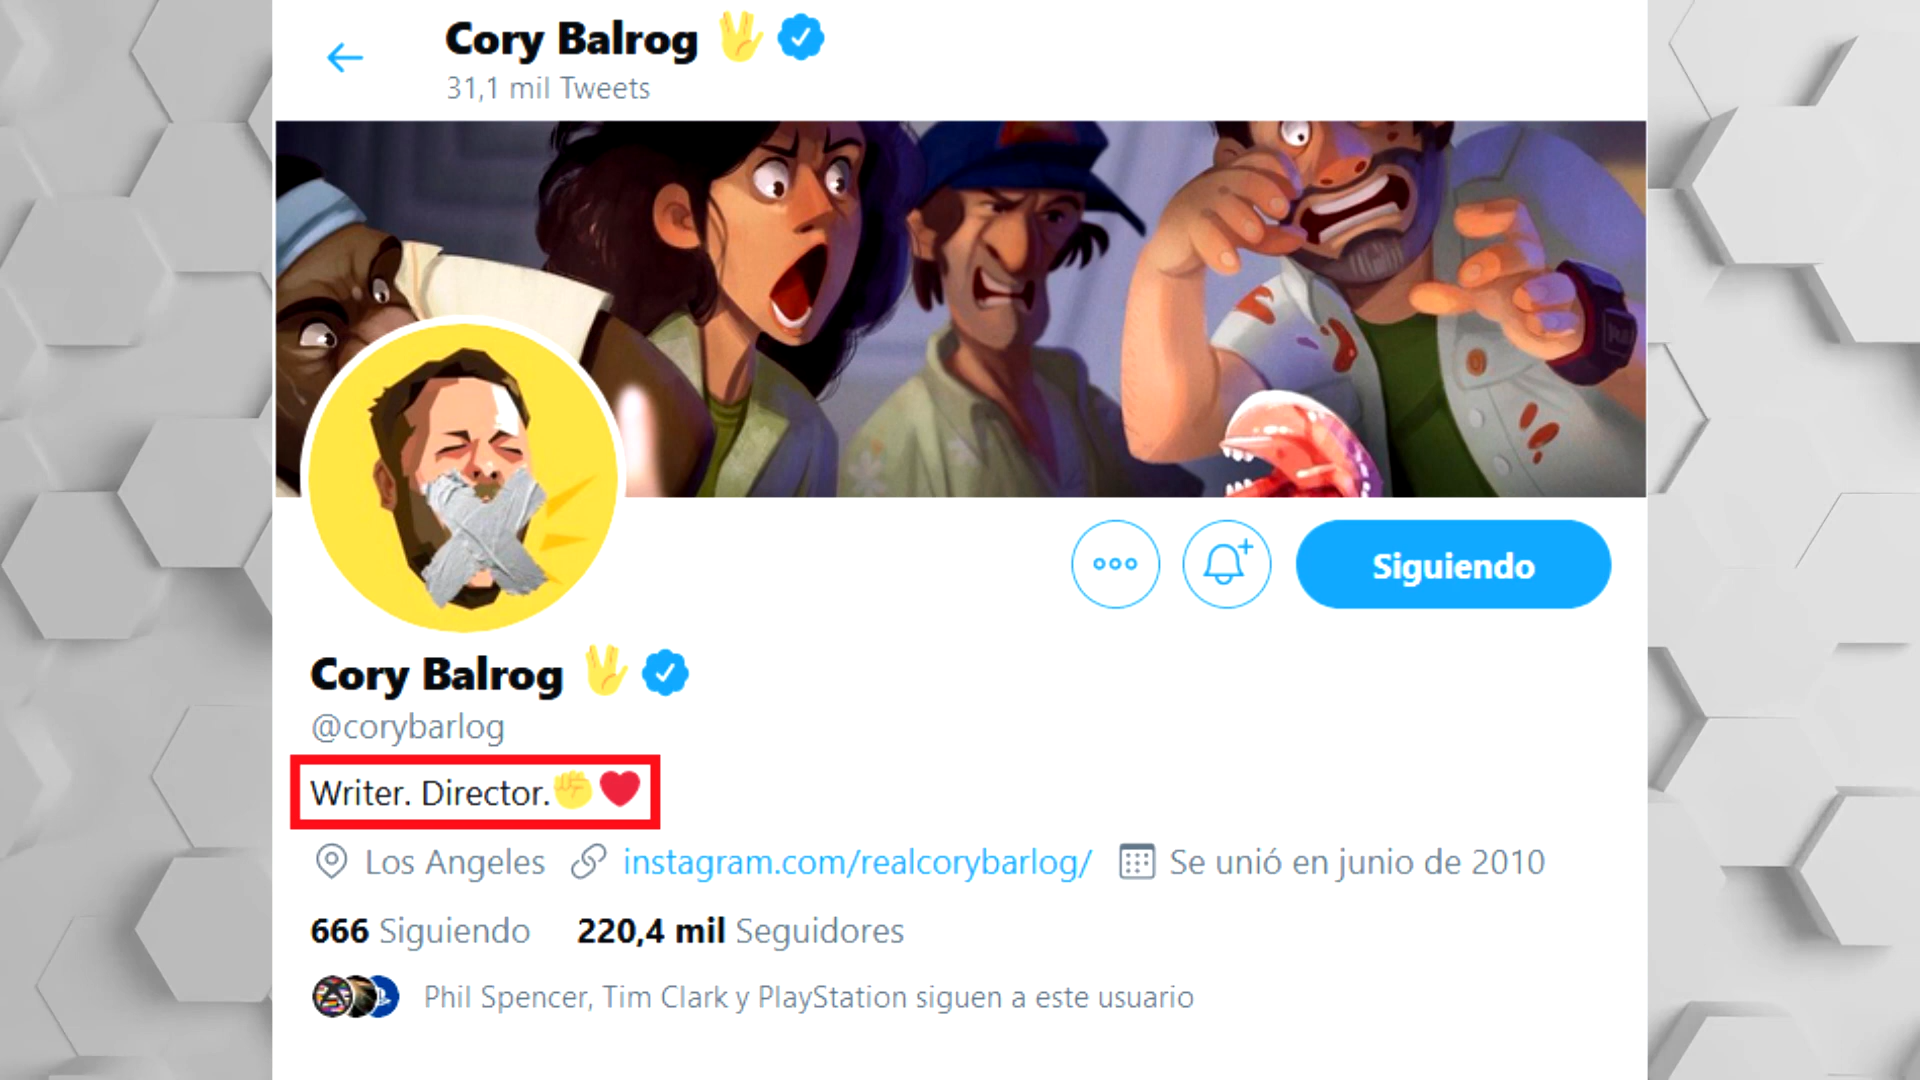 Cory Balrog 🖖
31,1 mil Tweets
Siguiendo
Cory Balrog 🖖
@corybarlog
Writer. Director.✊❤️
Los Angeles instagram.com/realcorybarlog/ Se unió en junio de 2010
666 Siguiendo 220,4 mil Seguidores
Phil Spencer, Tim Clark y PlayStation siguen a este usuario